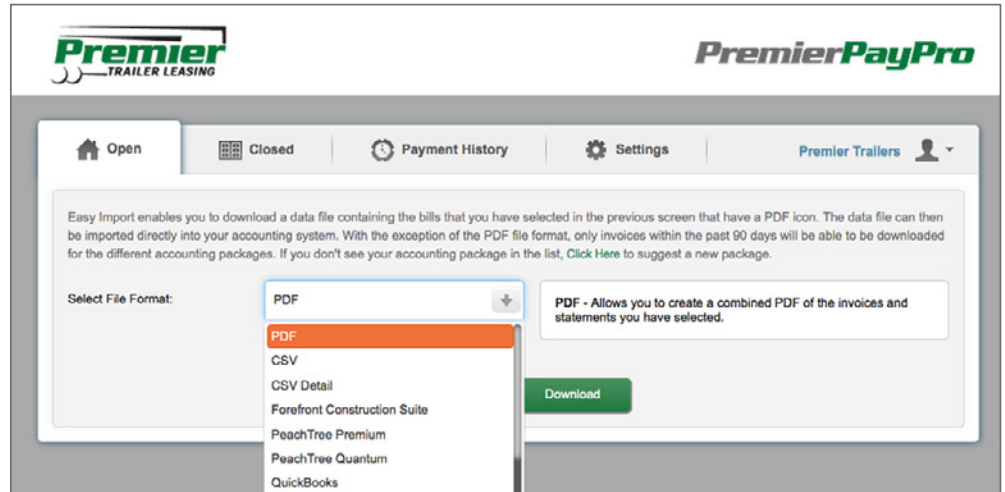 Premier
TRAILER LEASING
PremierPayPro
Open
Closed
Payment History
Settings
Premier Trailers
Easy Import enables you to download a data file containing the bills that you have selected in the previous screen that have a PDF icon. The data file can then
be imported directly into your accounting system. With the exception of the PDF file format, only invoices within the past 90 days will be able to be downloaded
for the different accounting packages. If you don't see your accounting package in the list, Click Here to suggest a new package.
Select File Format:
PDF
PDF - Allows you to create a combined PDF of the invoices and
statements you have selected.
PDF
CSV
CSV Detail
Forefront Construction Suite
PeachTree Premium
PeachTree Quantum
QuickBooks
Download